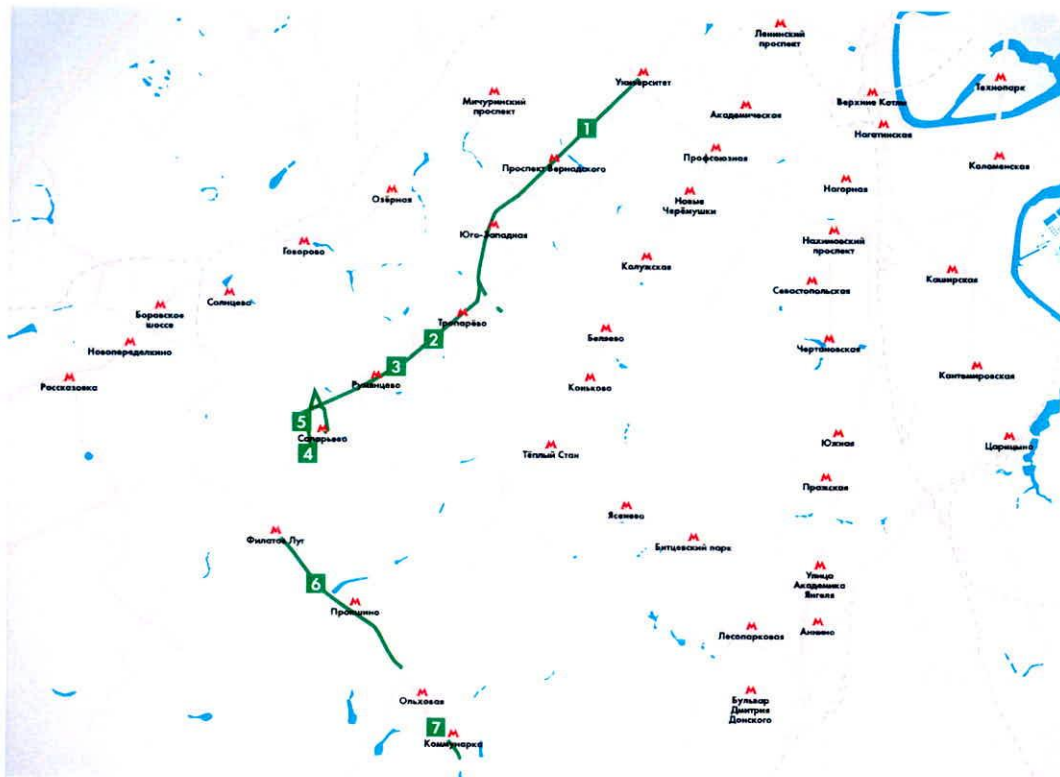 Ленинский
проспект
Университет
Технопарк
Мичуринский
проспект
Верхние Котлы
Академическая
Нагатинская
1
Профсоюзная
Коломенская
Проспект Вернадского
Озёрная
Новые
Черёмушки
Нагорная
Юго-Западная
Нахимовский
проспект
Говорово
Калужская
Каширская
Севастопольская
Солнцево
Боровское
шоссе
Тропарёво
2
Беляево
Чертановская
Новопеределкино
3
Румянцево
Коньково
Кантемировская
Рассказовка
5
Саларьево
4
Южная
Царицыно
Тёплый Стан
Пражская
Ясенево
Филатов Луг
Битцевский парк
6
Улица
Академика
Янгеля
Прокшино
Лесопарковая
Аннино
Ольховая
Бульвар
Дмитрия
Донского
7
Коммунарка